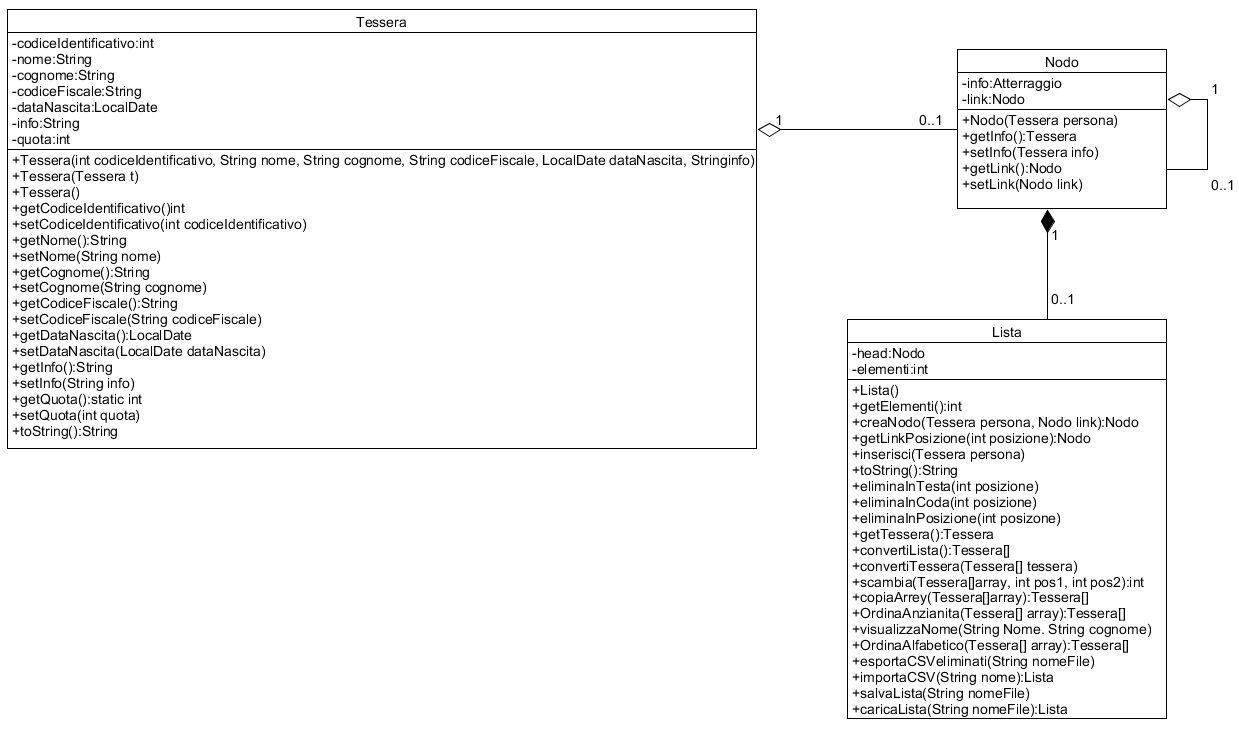 Tessera
-codiceIdentificativo:int
-nome:String
-cognome:String
-codiceFiscale:String
-dataNascita:LocalDate
-info:String
-quota:int
+Tessera(int codiceIdentificativo, String nome, String cognome, String codiceFiscale, LocalDate dataNascita, Stringinfo)
+Tessera(Tessera t)
+Tessera()
+getCodiceIdentificativo()int
+setCodiceIdentificativo(int codiceIdentificativo)
+getNome():String
+setNome(String nome)
+getCognome():String
+setCognome(String cognome)
+getCodiceFiscale():String
+setCodiceFiscale(String codiceFiscale)
+getDataNascita():LocalDate
+setDataNascita(LocalDate dataNascita)
+getInfo():String
+setInfo(String info)
+getQuota():static int
+setQuota(int quota)
+toString():String
1
0..1
Nodo
-info:Atterraggio
-link:Nodo
+Nodo(Tessera persona)
+getInfo():Tessera
+setInfo(Tessera info)
+getLink():Nodo
+setLink(Nodo link)
1
0..1
1
0..1
Lista
-head:Nodo
-elementi:int
+Lista()
+getElementi():int
+creaNodo(Tessera persona, Nodo link):Nodo
+getLinkPosizione(int posizione):Nodo
+inserisci(Tessera persona)
+toString():String
+eliminaInTesta(int posizione)
+eliminaInCoda(int posizione)
+eliminaInPosizione(int posizone)
+getTessera():Tessera
+convertiLista():Tessera[]
+convertiTessera(Tessera[] tessera)
+scambia(Tessera[]array, int pos1, int pos2):int
+copiaArrey(Tessera[]array):Tessera[]
+OrdinaAnzianita(Tessera[] array):Tessera[]
+visualizzaNome(String Nome. String cognome)
+OrdinaAlfabetico(Tessera[] array):Tessera[]
+esportaCSVeliminati(String nomeFile)
+importaCSV(String nome):Lista
+salvaLista(String nomeFile)
+caricaLista(String nomeFile):Lista